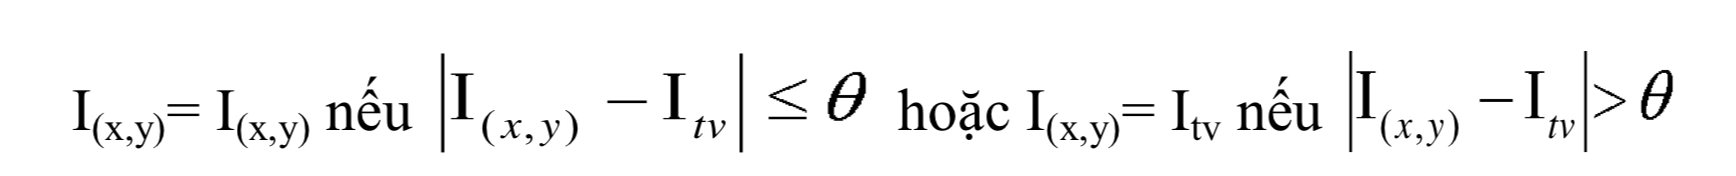 I(x,y)= I(x,y) nếu |I(x,y) − Itv| ≤ θ hoặc I(x,y)= Itv nếu |I(x,y) − Itv| > θ